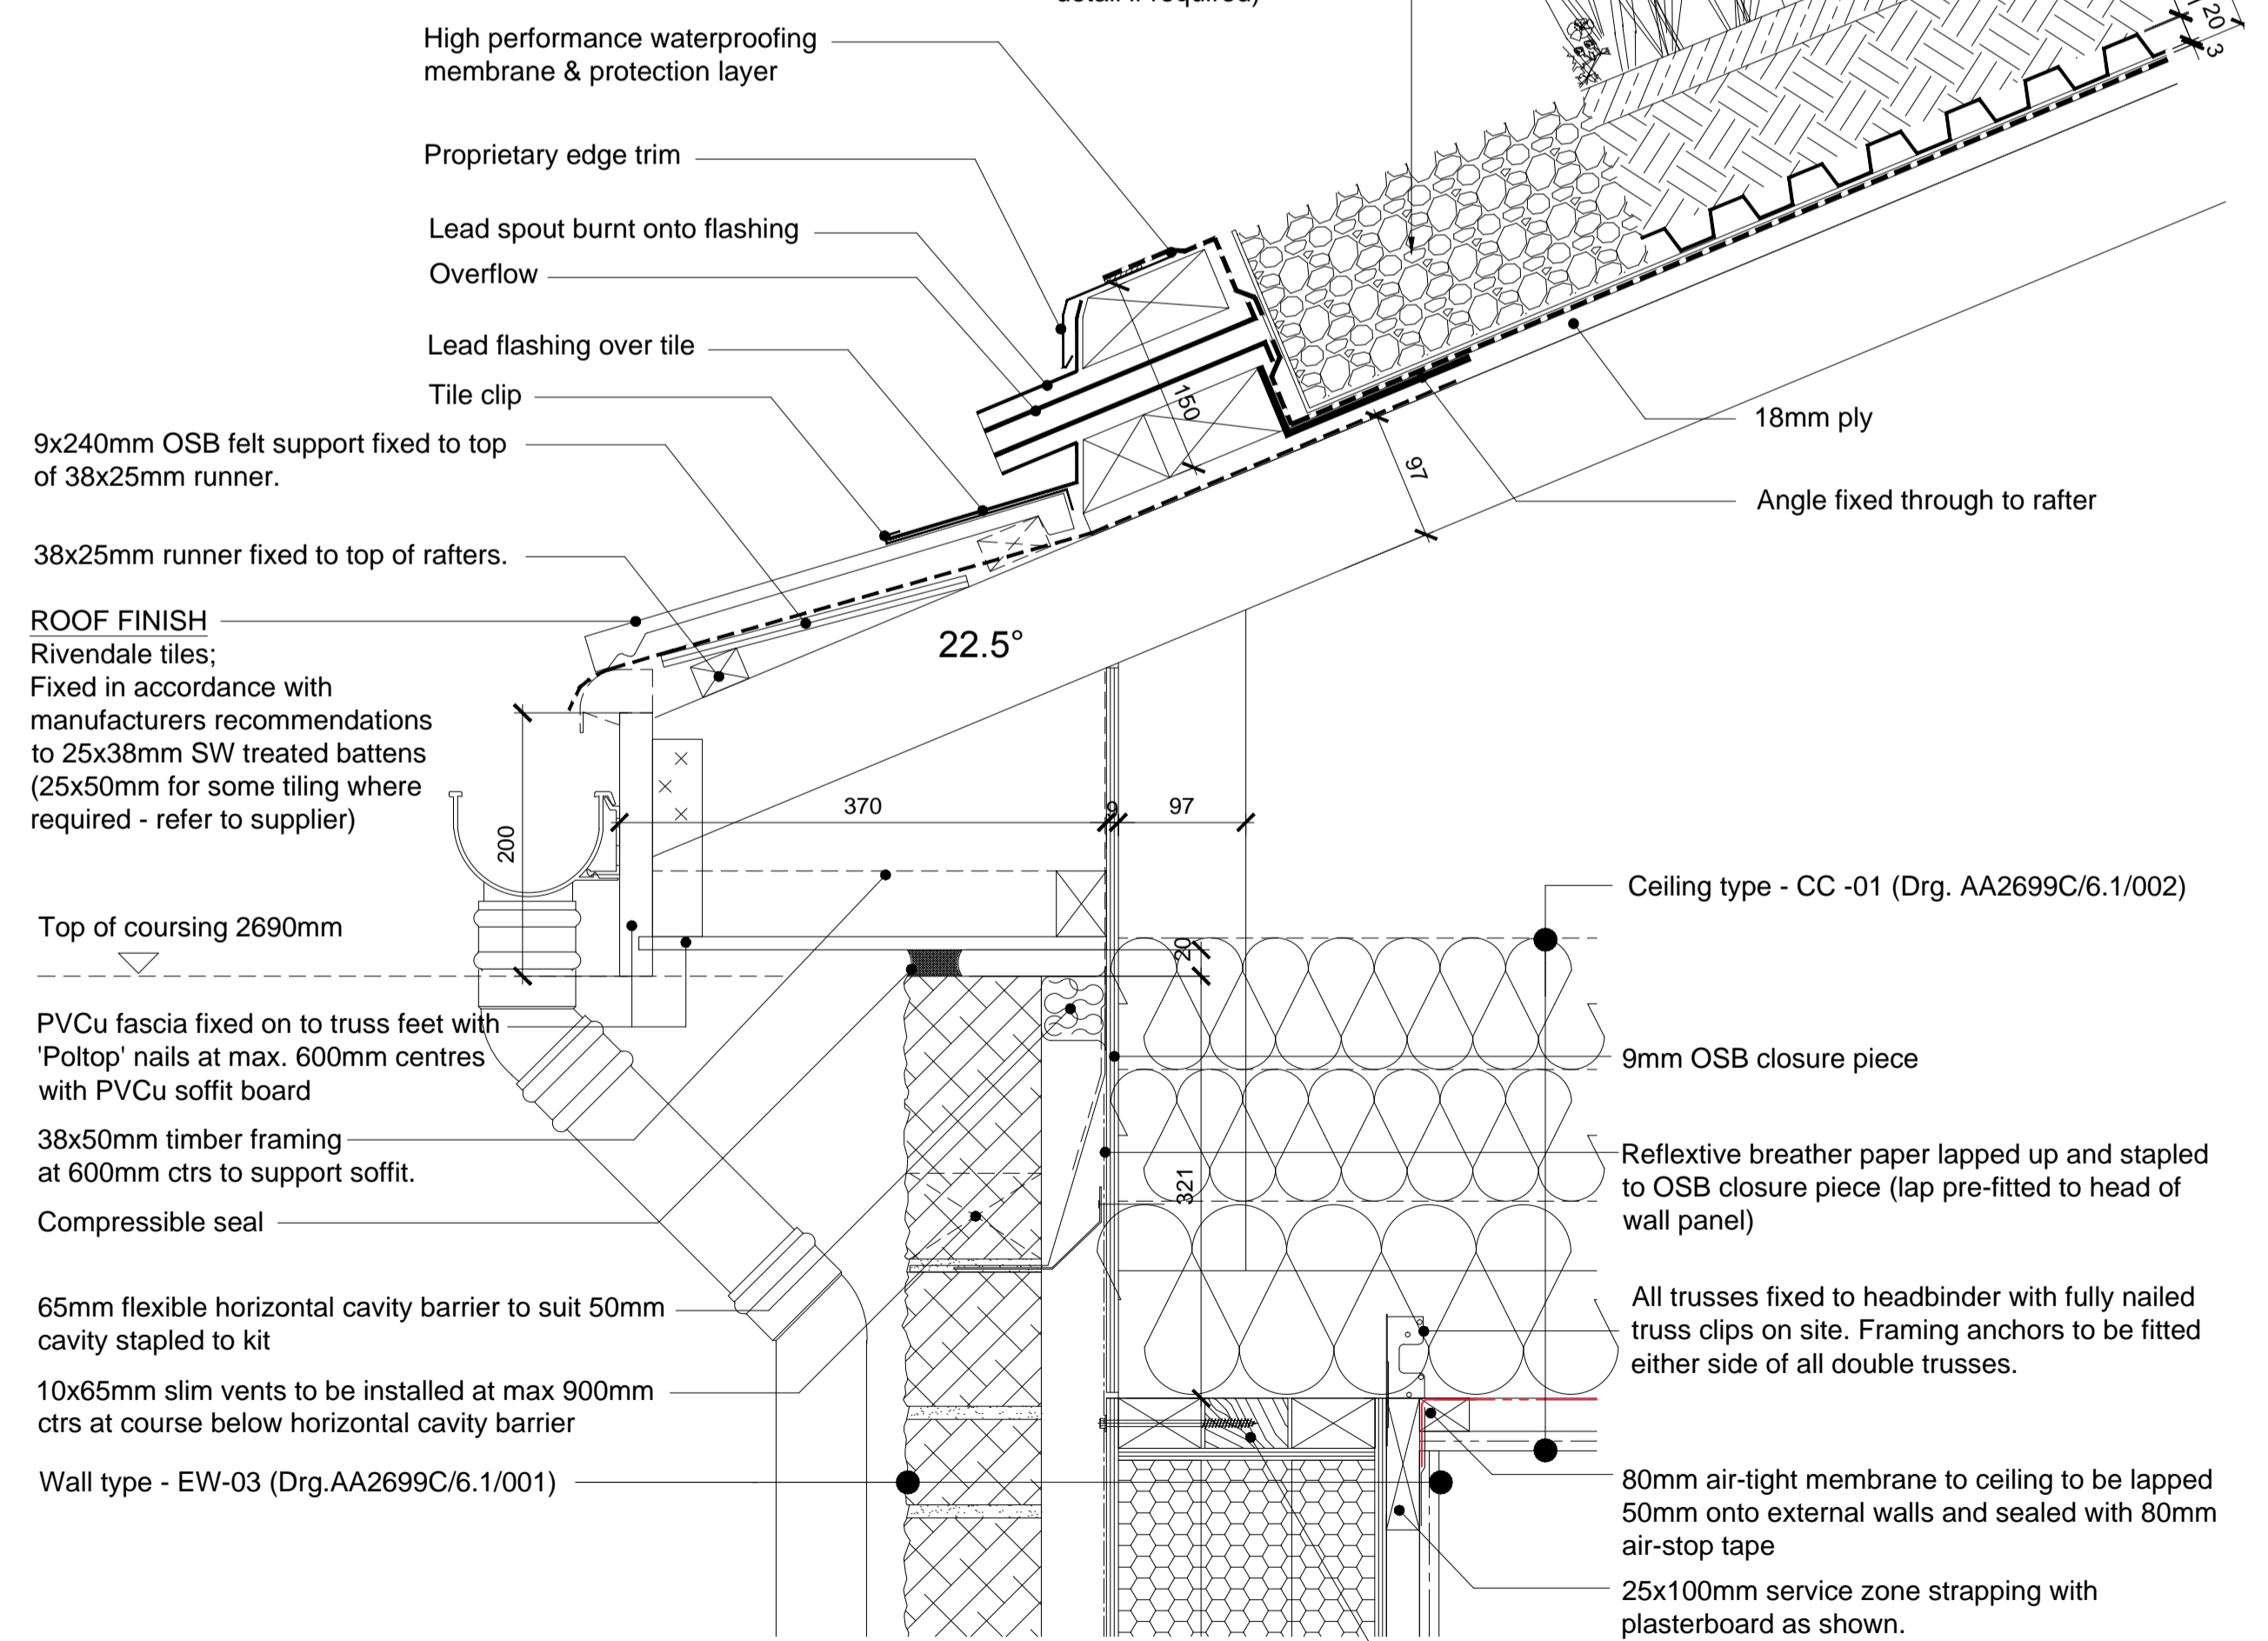 detail if required)
High performance waterproofing
membrane & protection layer
Proprietary edge trim
Lead spout burnt onto flashing
Overflow
Lead flashing over tile
Tile clip
9x240mm OSB felt support fixed to top
of 38x25mm runner.
38x25mm runner fixed to top of rafters.
ROOF FINISH
Rivendale tiles;
Fixed in accordance with
manufacturers recommendations
to 25x38mm SW treated battens
(25x50mm for some tiling where
required - refer to supplier)
Top of coursing 2690mm
PVCu fascia fixed on to truss feet with
'Poltop' nails at max. 600mm centres
with PVCu soffit board
38x50mm timber framing
at 600mm ctrs to support soffit.
Compressible seal
65mm flexible horizontal cavity barrier to suit 50mm
cavity stapled to kit
10x65mm slim vents to be installed at max 900mm
ctrs at course below horizontal cavity barrier
Wall type - EW-03 (Drg.AA2699C/6.1/001)
20
3
150
97
22.5°
200
370
9
97
20
321
18mm ply
Angle fixed through to rafter
Ceiling type - CC -01 (Drg. AA2699C/6.1/002)
9mm OSB closure piece
Reflextive breather paper lapped up and stapled
to OSB closure piece (lap pre-fitted to head of
wall panel)
All trusses fixed to headbinder with fully nailed
truss clips on site. Framing anchors to be fitted
either side of all double trusses.
80mm air-tight membrane to ceiling to be lapped
50mm onto external walls and sealed with 80mm
air-stop tape
25x100mm service zone strapping with
plasterboard as shown.